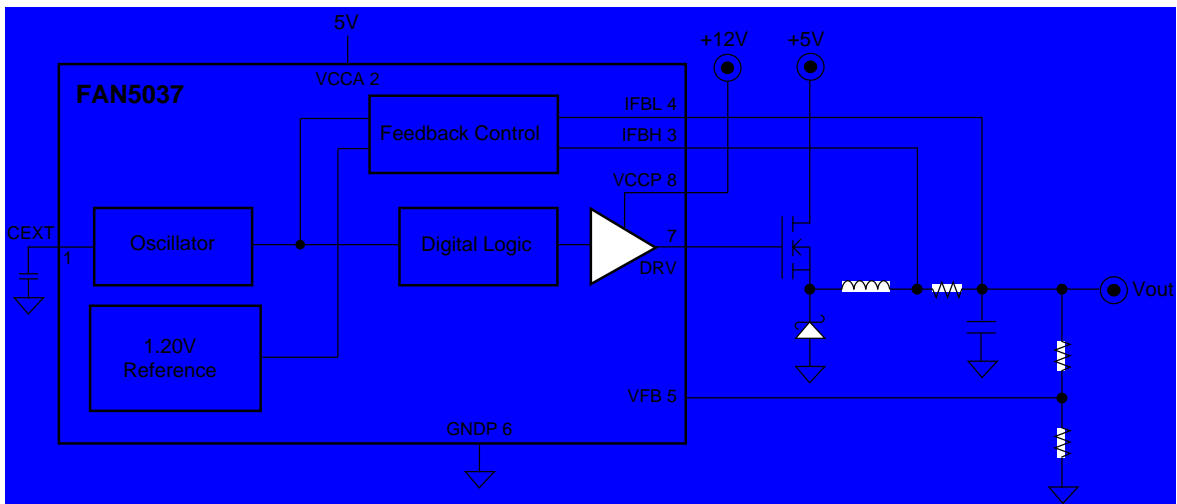 5V
+12V
+5V
VCCA 2
FAN5037
IFBL 4
Feedback Control
IFBH 3
VCCP 8
CEXT
1
Oscillator
Digital Logic
7
DRV
Vout
1.20V
Reference
VFB 5
GNDP 6